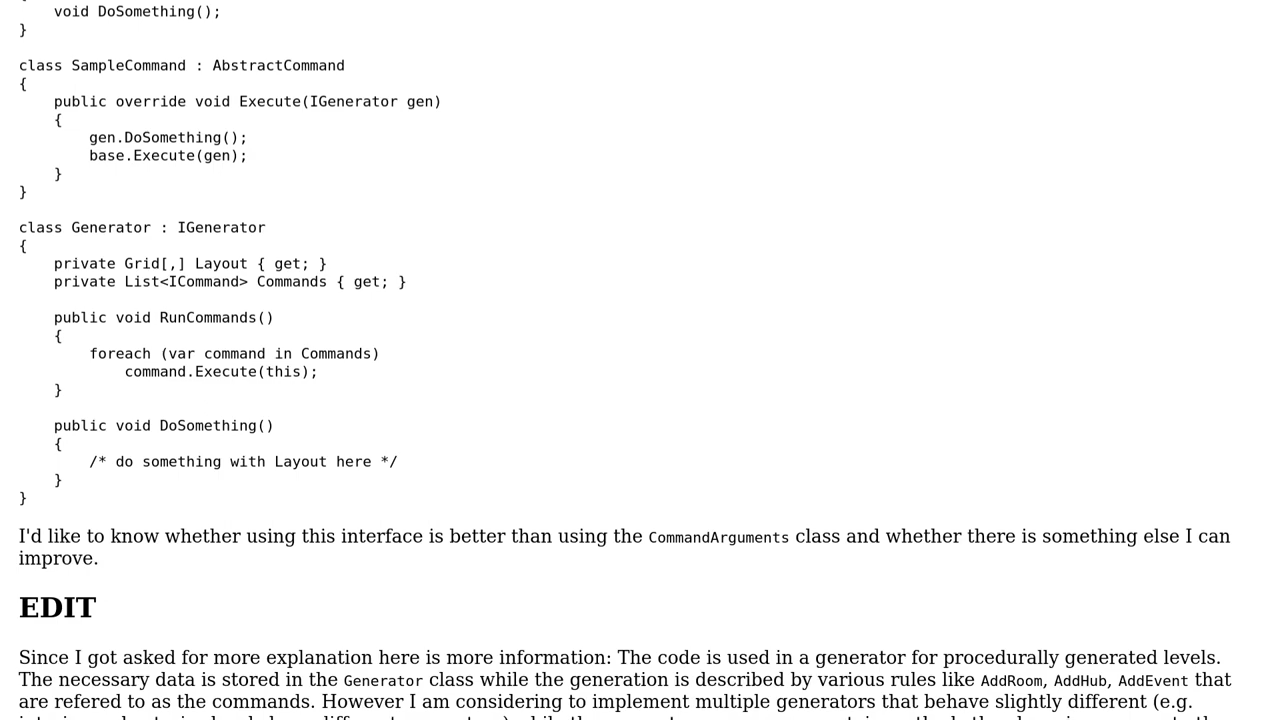 void DoSomething();
}

class SampleCommand : AbstractCommand
{
    public override void Execute(IGenerator gen)
    {
        gen.DoSomething();
        base.Execute(gen);
    }
}

class Generator : IGenerator
{
    private Grid[,] Layout { get; }
    private List<ICommand> Commands { get; }

    public void RunCommands()
    {
        foreach (var command in Commands)
            command.Execute(this);
    }

    public void DoSomething()
    {
        /* do something with Layout here */
    }
}

I'd like to know whether using this interface is better than using the CommandArguments class and whether there is something else I can
improve.

EDIT

Since I got asked for more explanation here is more information: The code is used in a generator for procedurally generated levels.
The necessary data is stored in the Generator class while the generation is described by various rules like AddRoom, AddHub, AddEvent that
are refered to as the commands. However I am considering to implement multiple generators that behave slightly different (e.g.